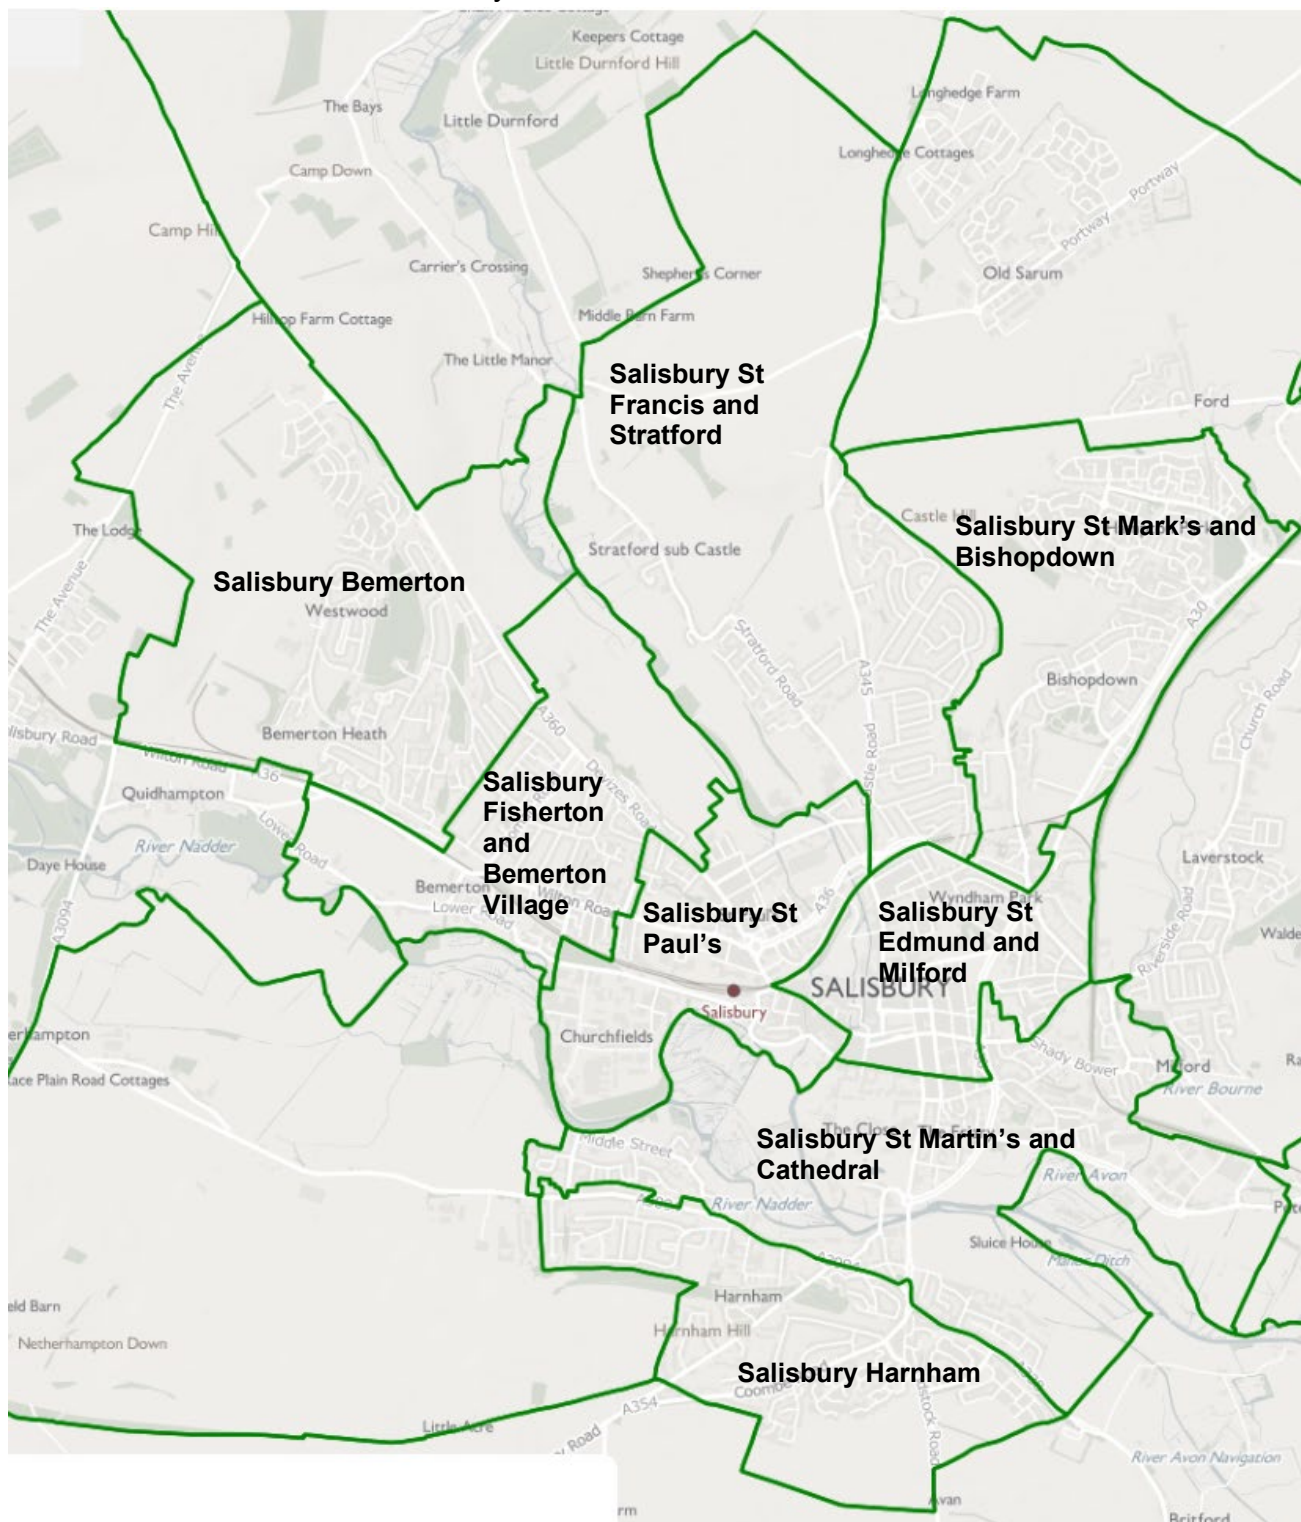 Keepers Cottage
Little Durnford Hill
The Bays
Little Durnford
Longhedge Farm
Longhedge Cottages
Camp Down
Portway
Portway
Camp Hill
Carrier's Crossing
Shepherds Corner
Old Sarum
Hilltop Farm Cottage
Middle Barn Farm
The Avenue
The Little Manor
Salisbury St
Francis and
Stratford
Ford
The Lodge
Castle Hill
Salisbury St Mark's and
Bishopdown
Stratford sub Castle
Salisbury Bemerton
Westwood
The Avenue
A30
Stratford Road
A345
Bishopdown
Church Road
Bemerton Heath
A360
Wilton Road
A36
Devizes Road
Salisbury
Fisherton
and
Bemerton
Village
Quidhampton
Lower Road
River Nadder
Daye House
Bemerton
Wilton Road
Lower Road
A3094
A36
Wyndham Park
Laverstock
Salisbury St
Paul's
Salisbury St
Edmund and
Milford
SALISBURY
Riverside Road
Salisbury
Churchfields
Shady Bower
Milford
River Bourne
Race Plain Road Cottages
Middle Street
The Close
Salisbury St Martin's and
Cathedral
River Avon
River Nadder
Sluice House
Harnham
Harnham Hill
Netherhampton Down
Salisbury Harnham
A354
Little Acre
River Avon Navigation
Britford